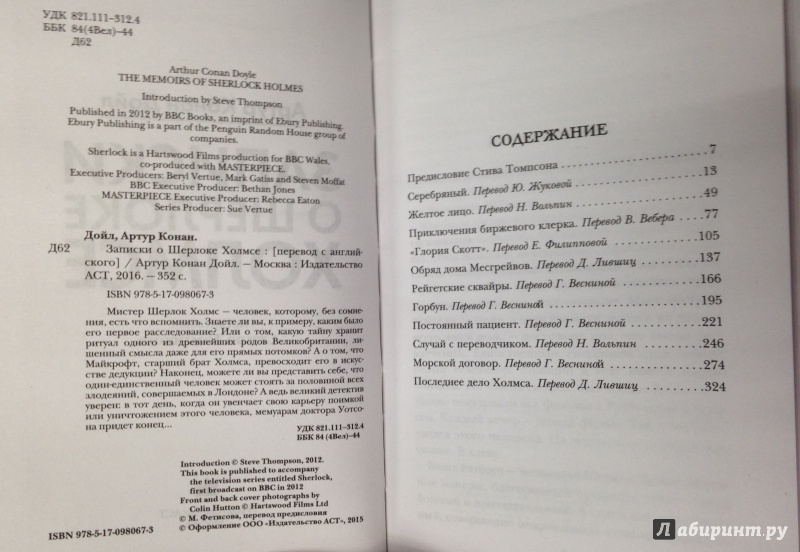 УДК 821.111–312.4
ББК 84(4Вел)–44
Д62
Arthur Conan Doyle
THE MEMOIRS OF SHERLOCK HOLMES
Introduction by Steve Thompson
Published in 2012 by BBC Books, an imprint of Ebury Publishing.
Ebury Publishing is a part of the Penguin Random House group of
companies.
Sherlock is a Hartswood Films production for BBC Wales,
co-produced with MASTERPIECE.
Executive Producers: Beryl Vertue, Mark Gatiss and Steven Moffat
BBC Executive Producer: Bethan Jones
MASTERPIECE Executive Producer: Rebecca Eaton
Series Producer: Sue Vertue
Дойл, Артур Конан.
Д62 Записки о Шерлоке Холмсе : [перевод с англий-
ского] / Артур Конан Дойл. – Москва : Издательство
АСТ, 2016. – 352 с.
ISBN 978-5-17-098067-3
Мистер Шерлок Холмс – человек, которому, без сомне-
ния, есть что вспомнить. Знаете ли вы, к примеру, каким было
его первое расследование? Или о том, какую тайну хранит
ритуал одного из древнейших родов Великобритании, ли-
шенный смысла даже для его прямых потомков? А о том, что
Майкрофт, старший брат Холмса, превосходит его в искус-
стве дедукции? Наконец, можете ли вы представить себе, что
один-единственный человек может стоять за половиной всех
злодеяний, совершаемых в Лондоне? А ведь великий детектив
уверен: в тот день, когда он увенчает свою карьеру поимкой
или уничтожением этого человека, мемуарам доктора Уотсо-
на придет конец...
УДК 821.111–312.4
ББК 84 (4Вел)–44
Introduction © Steve Thompson, 2012.
This book is published to accompany
the television series entitled Sherlock,
first broadcast on BBC in 2012
Front and back cover photographs by
Colin Hutton © Hartswood Films Ltd
© М. Фетисова, перевод предисловия
ISBN 978-5-17-098067-3 © Оформление ООО «Издательство АСТ», 2015
СОДЕРЖАНИЕ
Предисловие Стива Томпсона 7
Серебряный. Перевод Ю. Жуковой 13
Желтое лицо. Перевод Н. Вольпин 49
Приключения биржевого клерка. Перевод В. Вебера 77
«Глория Скотт». Перевод Е. Филипповой 105
Обряд дома Месгрейвов. Перевод Д. Лившиц 137
Рейгетские сквайры. Перевод Г. Весниной 166
Горбун. Перевод Г. Весниной 195
Постоянный пациент. Перевод Г. Весниной 221
Случай с переводчиком. Перевод Н. Вольпин 246
Морской договор. Перевод Г. Весниной 274
Последнее дело Холмса. Перевод Д. Лившиц 324
Лабиринт.ру